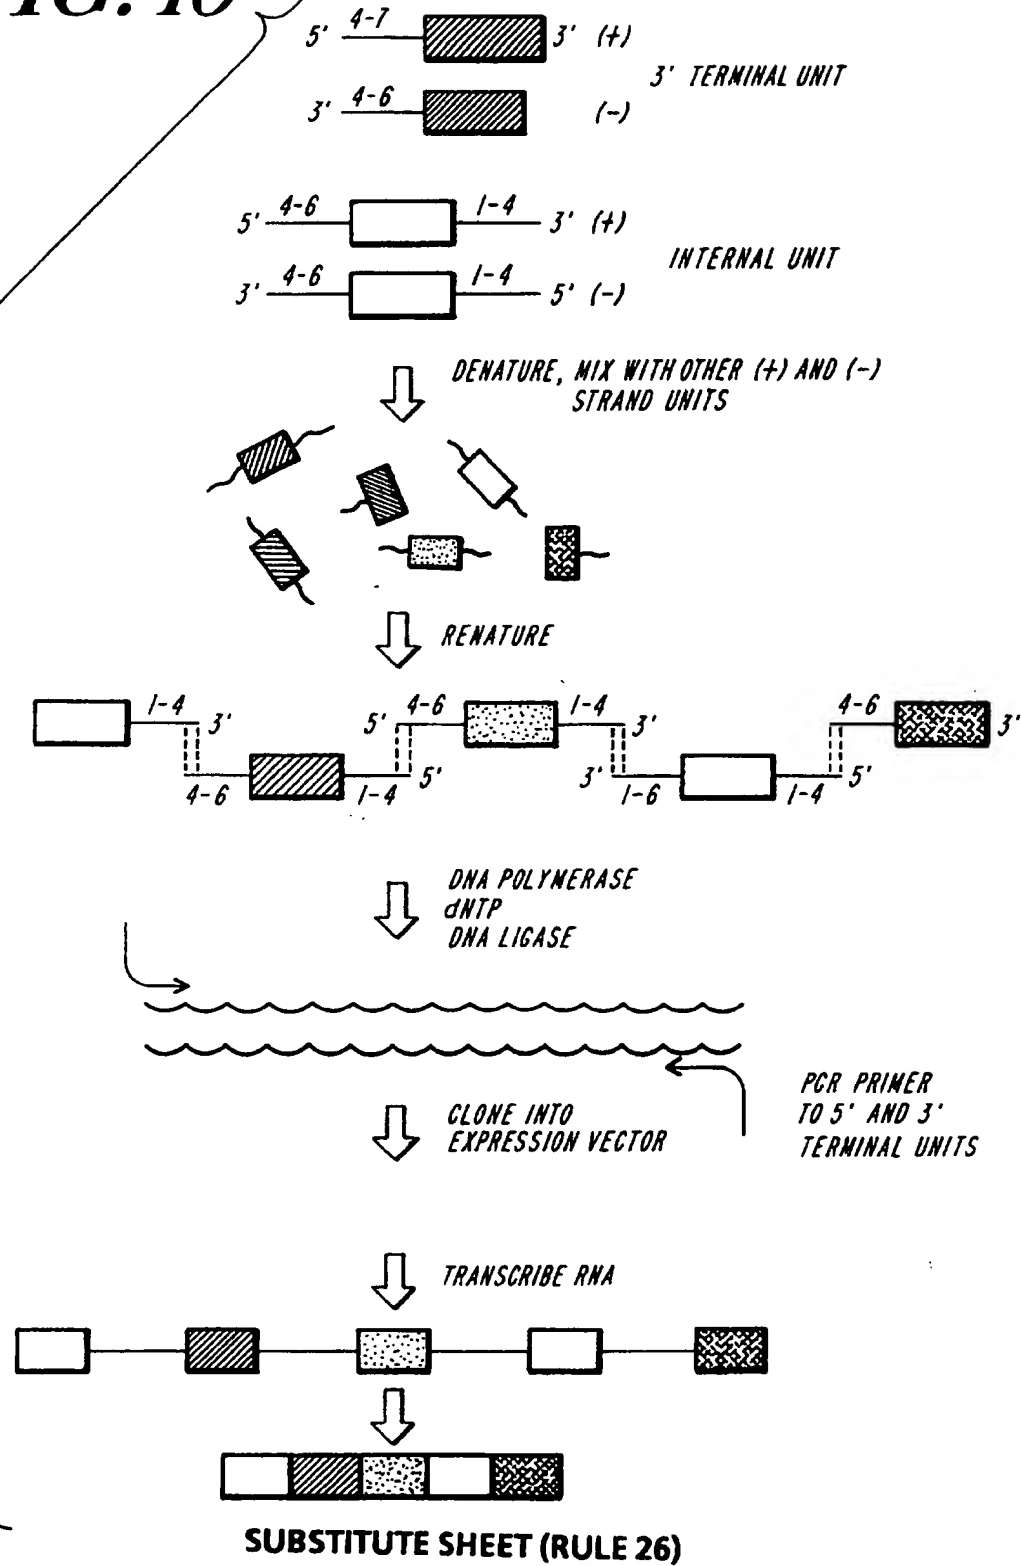 4-7
5' 3' (+)
3' TERMINAL UNIT
4-6
3' (-)
4-6 1-4
5' 3' (+)
INTERNAL UNIT
4-6 1-4
3' 5' (-)
DENATURE, MIX WITH OTHER (+) AND (-)
STRAND UNITS
RENATURE
1-4 4-6 1-4 4-6
3' 5' 3' 3'
5' 3' 5'
4-6 1-4 1-6 1-4
DNA POLYMERASE
dNTP
DNA LIGASE
PCR PRIMER
TO 5' AND 3'
TERMINAL UNITS
CLONE INTO
EXPRESSION VECTOR
TRANSCRIBE RNA
SUBSTITUTE SHEET (RULE 26)